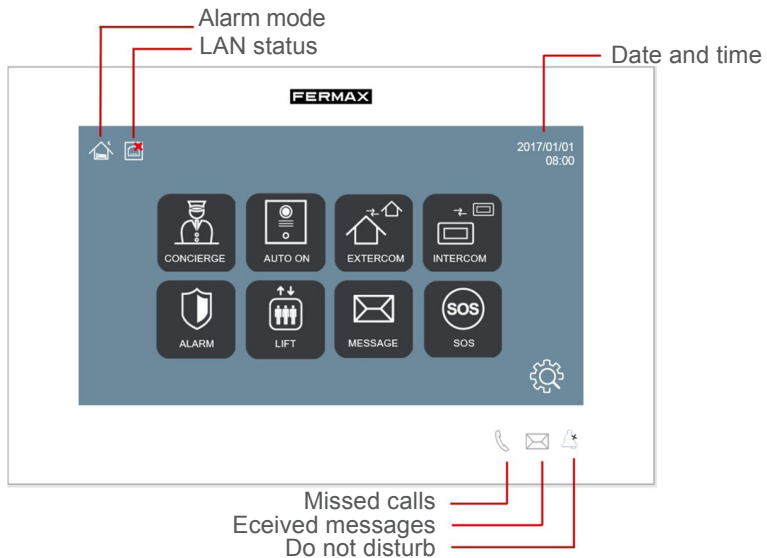 Alarm mode
LAN status
Date and time
FERMAX
2017/01/01
08:00
CONCIERGE
AUTO ON
EXTERCOM
INTERCOM
ALARM
LIFT
MESSAGE
SOS
SOS
Missed calls
Eceived messages
Do not disturb